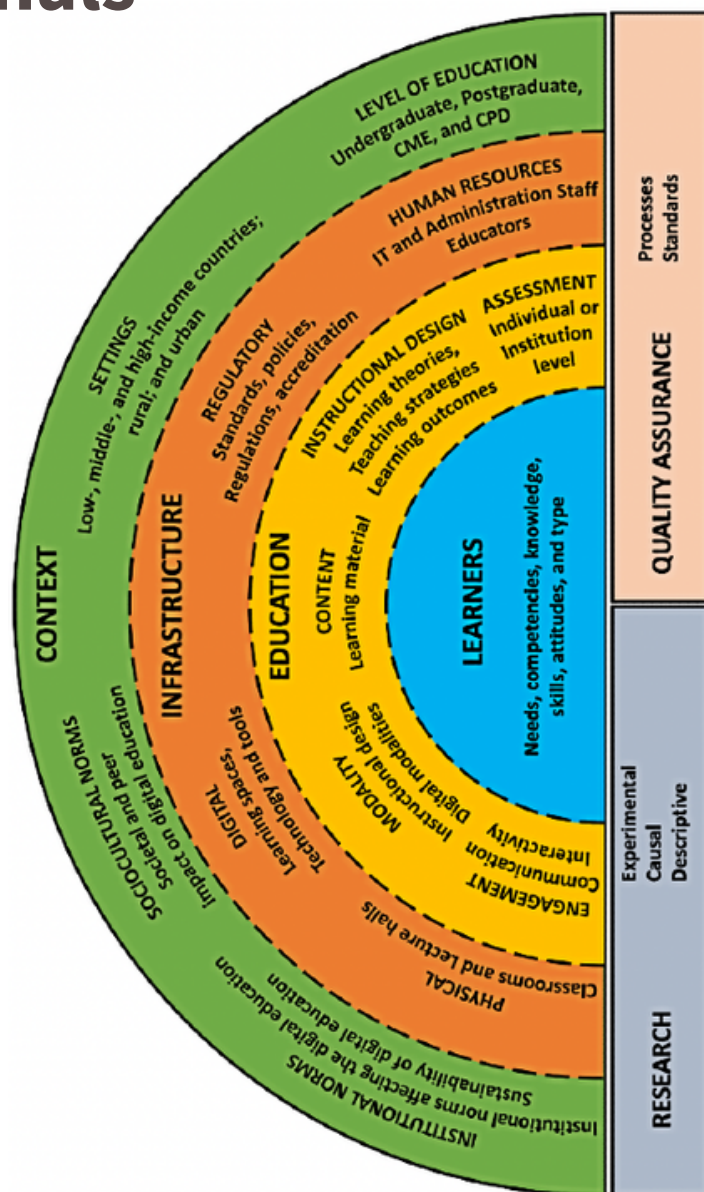 CONTEXT
INSTITUTIONAL NORMS
Institutional norms affecting the digital education
Sustainability of digital education
SOCIOCULTURAL NORMS
Societal and peer
Impact on digital education
SETTINGS
Low-, middle-, and high-income countries;
rural; and urban
LEVEL OF EDUCATION
Undergraduate, Postgraduate,
CME, and CPD
INFRASTRUCTURE
PHYSICAL
Classrooms and Lecture halls
DIGITAL
Learning spaces,
Technology and tools
REGULATORY
Standards, policies,
Regulations, accreditation
HUMAN RESOURCES
IT and Administration Staff
Educators
EDUCATION
ENGAGEMENT
Communication
Interactivity
MODALITY
Instructional design
Digital modalities
CONTENT
Learning material
INSTRUCTIONAL DESIGN
Learning theories,
Teaching strategies
Learning outcomes
ASSESSMENT
Individual or
Institution
level
LEARNERS
Needs, competencies, knowledge,
skills, attitudes, and type
RESEARCH
Experimental
Causal
Descriptive
QUALITY ASSURANCE
Processes
Standards